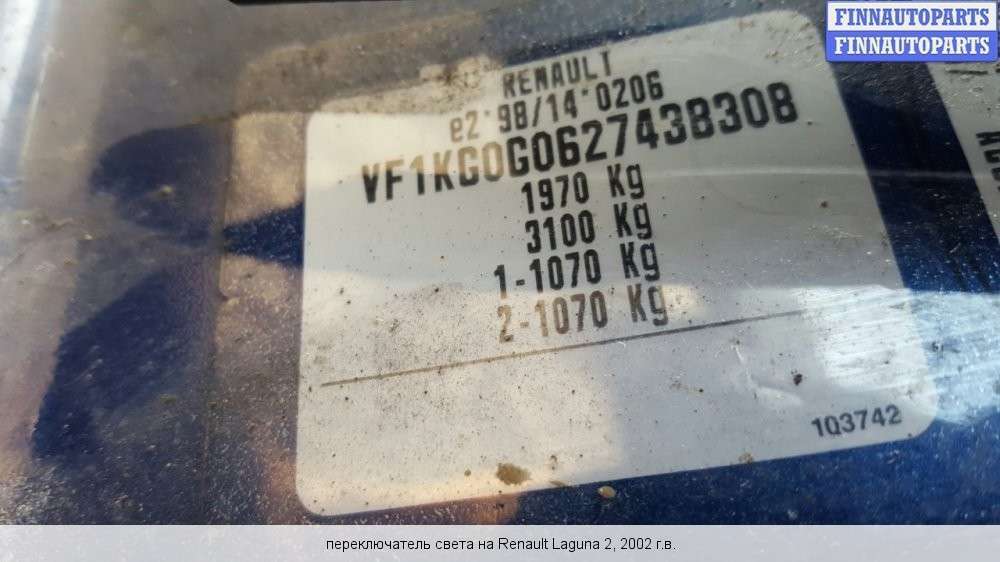 FINNAUTOPARTS
FINNAUTOPARTS
RENAULT
e2*98/14*0206
VF1KG0G0627438308
1970 Kg
3100 Kg
1-1070 Kg
2-1070 Kg
103742
переключатель света на Renault Laguna 2, 2002 г.в.